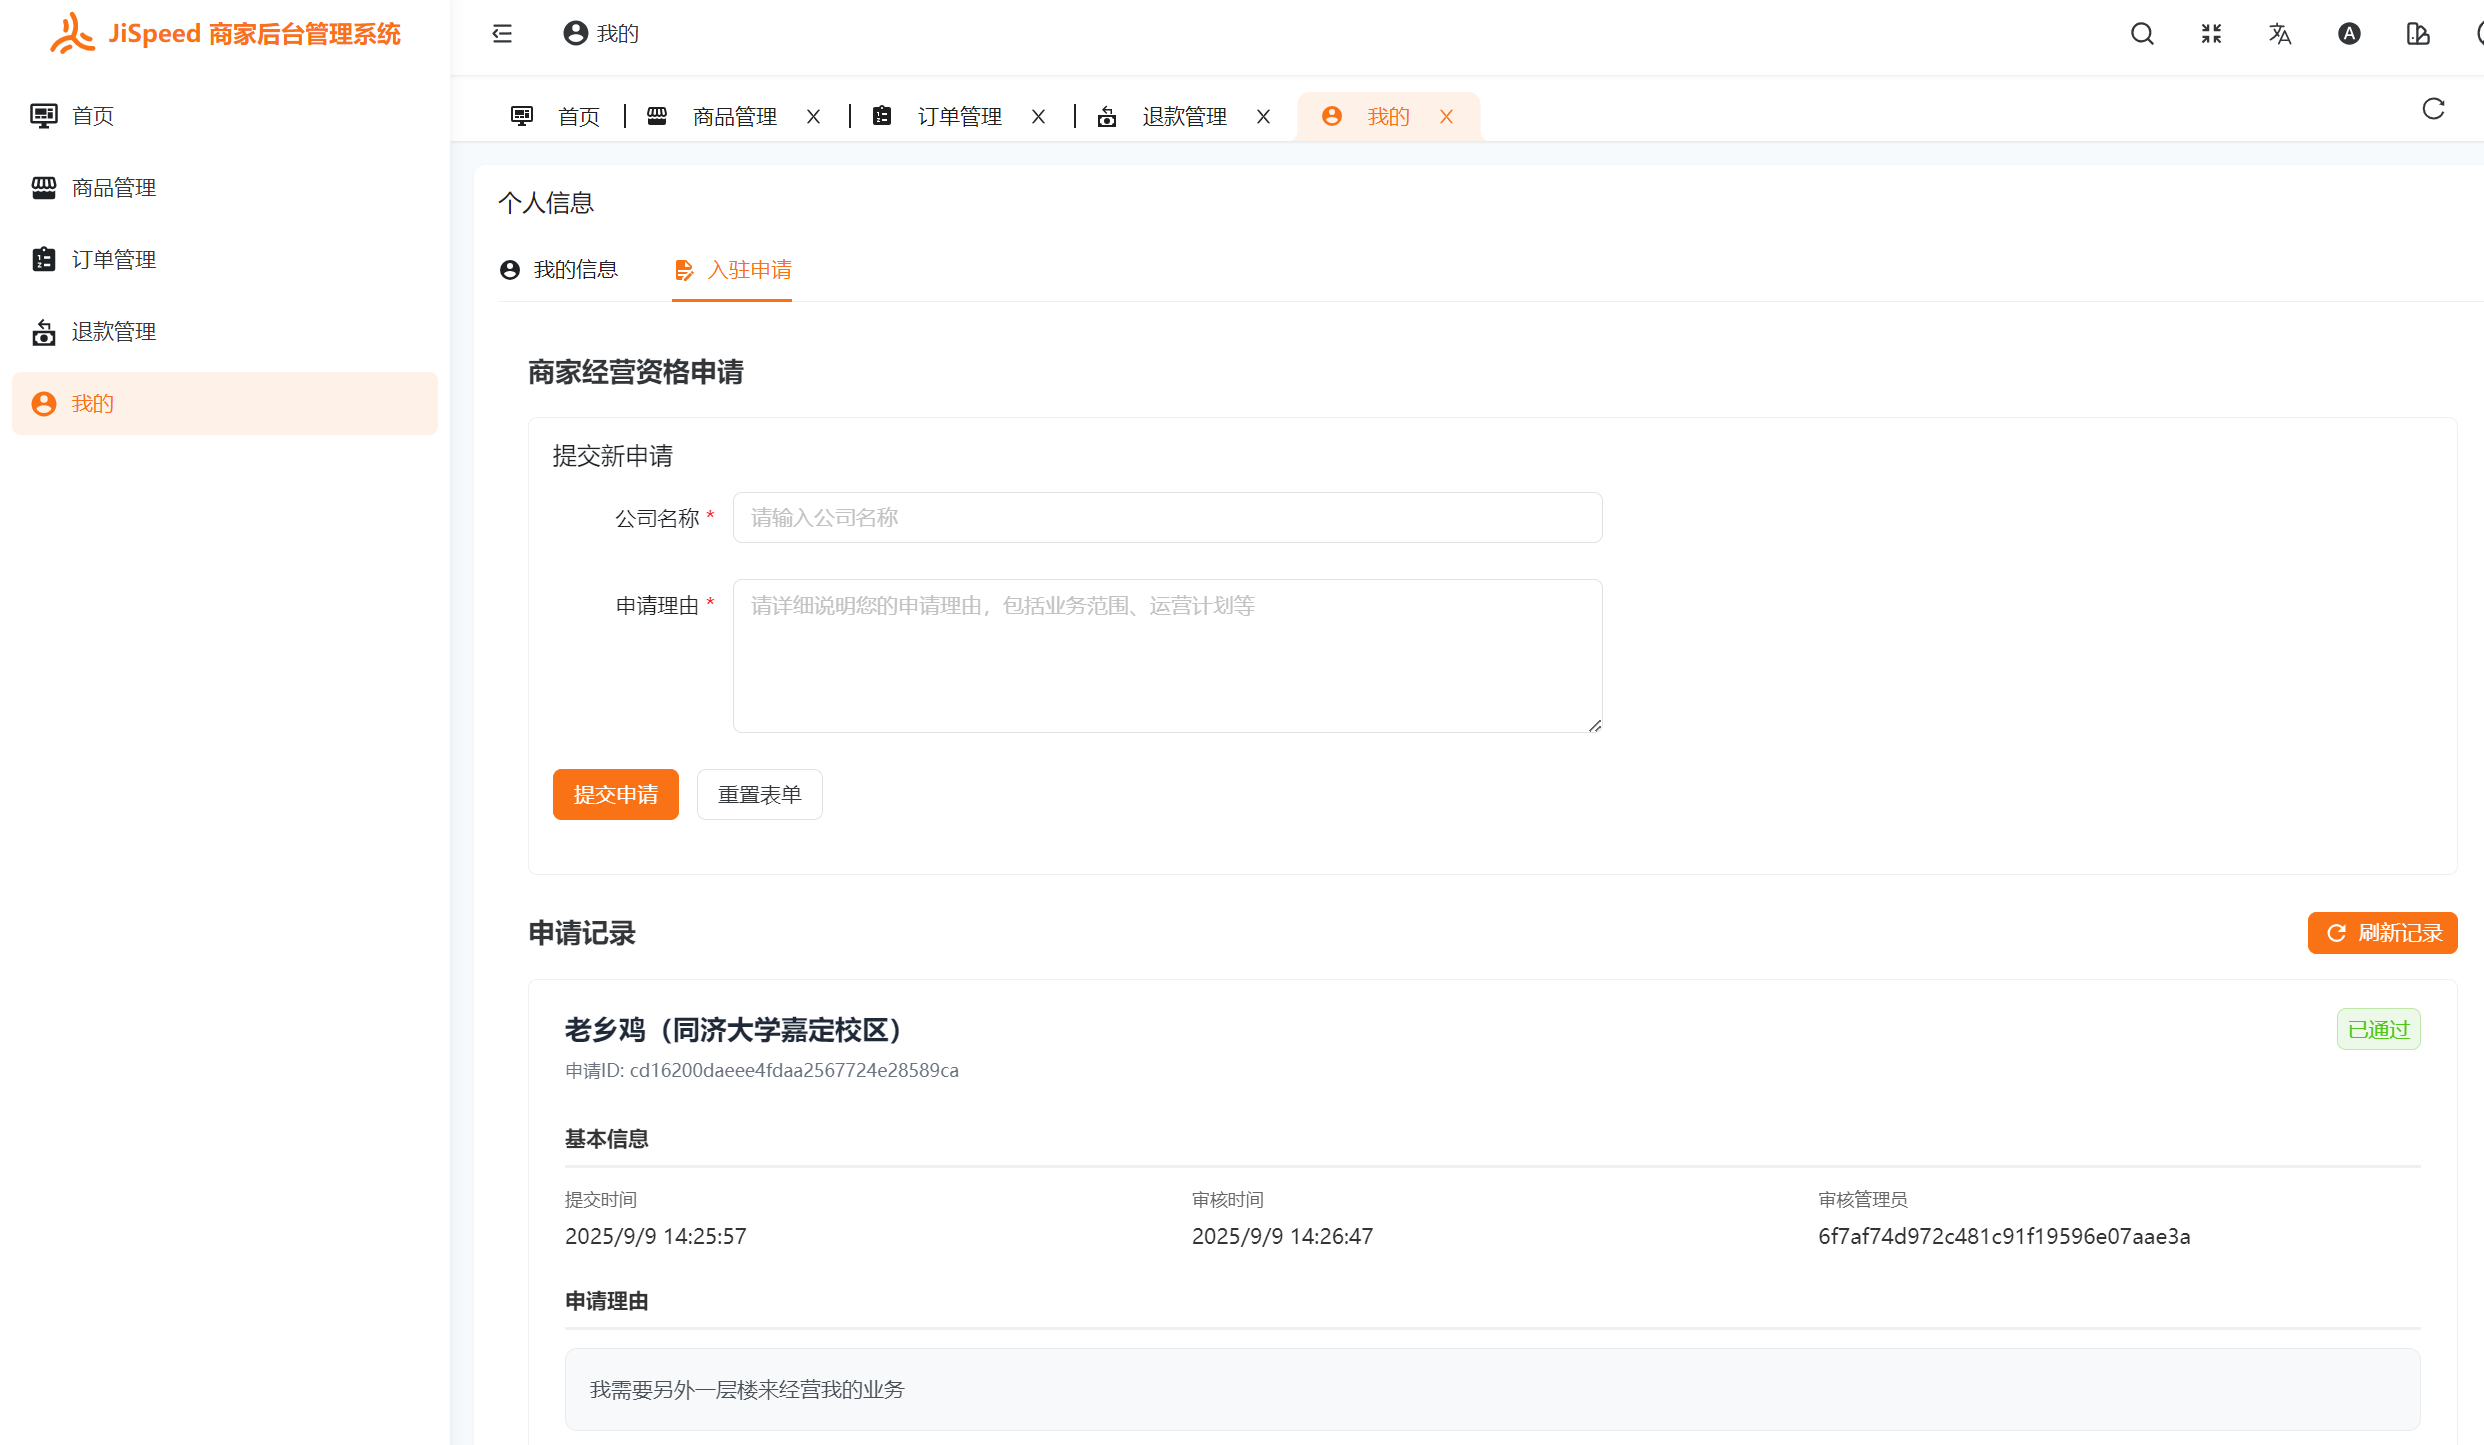 JiSpeed 商家后台管理系统
我的
首页
商品管理
订单管理
退款管理
我的
首页
商品管理
订单管理
退款管理
我的
个人信息
我的信息
入驻申请
商家经营资格申请
提交新申请
公司名称 *
请输入公司名称
申请理由 *
请详细说明您的申请理由，包括业务范围、运营计划等
提交申请
重置表单
申请记录
刷新记录
老乡鸡（同济大学嘉定校区）
已通过
申请ID: cd16200daeee4fdaa2567724e28589ca
基本信息
提交时间
审核时间
审核管理员
2025/9/9 14:25:57
2025/9/9 14:26:47
6f7af74d972c481c91f19596e07aae3a
申请理由
我需要另外一层楼来经营我的业务